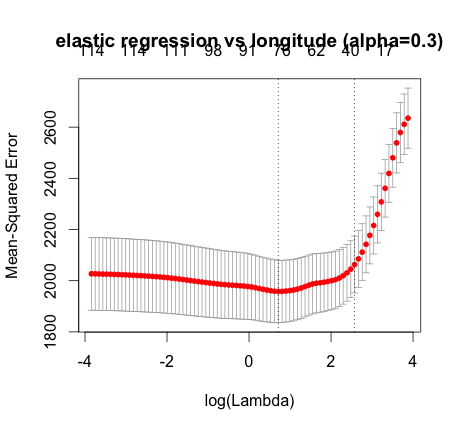 elastic regression vs longitude (alpha=0.3)
114 114 111 98 91 76 62 40 17
Mean-Squared Error
2600
2400
2200
2000
1800
-4 -2 0 2 4
log(Lambda)